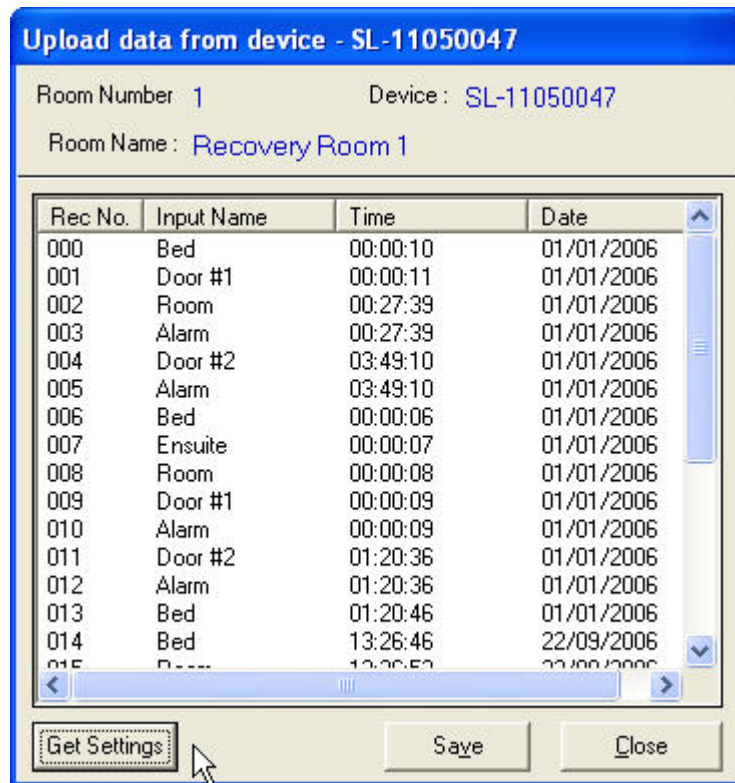 Upload data from device - SL-11050047
Room Number 1 Device : SL-11050047
Room Name : Recovery Room 1
Rec No. Input Name Time Date
000 Bed 00:00:10 01/01/2006
001 Door #1 00:00:11 01/01/2006
002 Room 00:27:39 01/01/2006
003 Alarm 00:27:39 01/01/2006
004 Door #2 03:49:10 01/01/2006
005 Alarm 03:49:10 01/01/2006
006 Bed 00:00:06 01/01/2006
007 Ensuite 00:00:07 01/01/2006
008 Room 00:00:08 01/01/2006
009 Door #1 00:00:09 01/01/2006
010 Alarm 00:00:09 01/01/2006
011 Door #2 01:20:36 01/01/2006
012 Alarm 01:20:36 01/01/2006
013 Bed 01:20:46 01/01/2006
014 Bed 13:26:46 22/09/2006
Get Settings Save Close